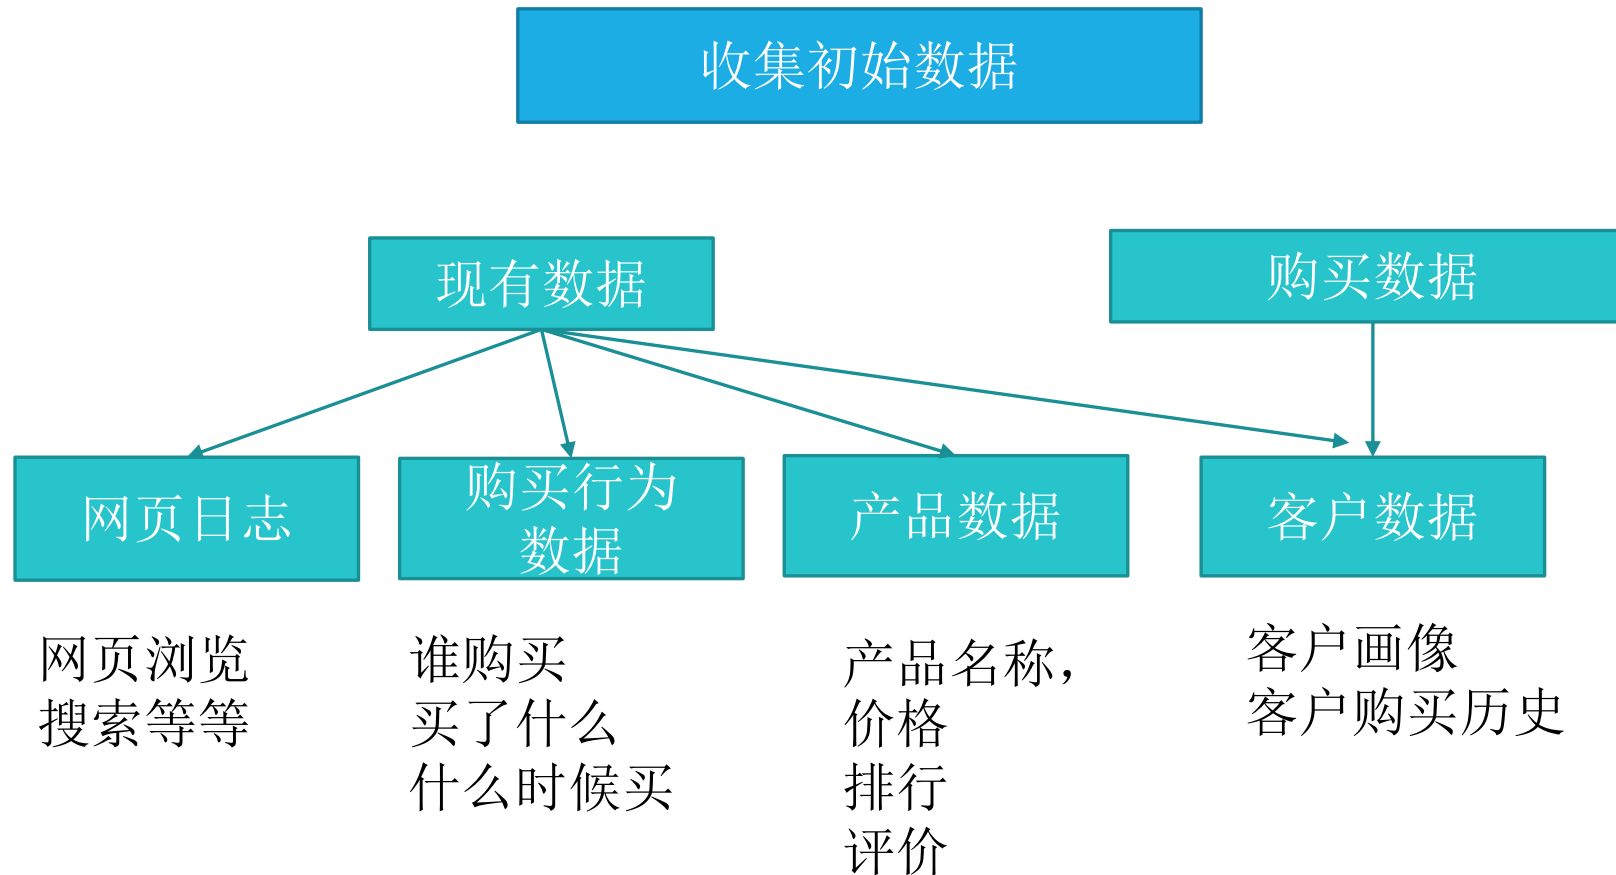 收集初始数据
现有数据
购买数据
网页日志
购买行为
数据
产品数据
客户数据
网页浏览
搜索等等
谁购买
买了什么
什么时候买
产品名称，
价格
排行
评价
客户画像
客户购买历史